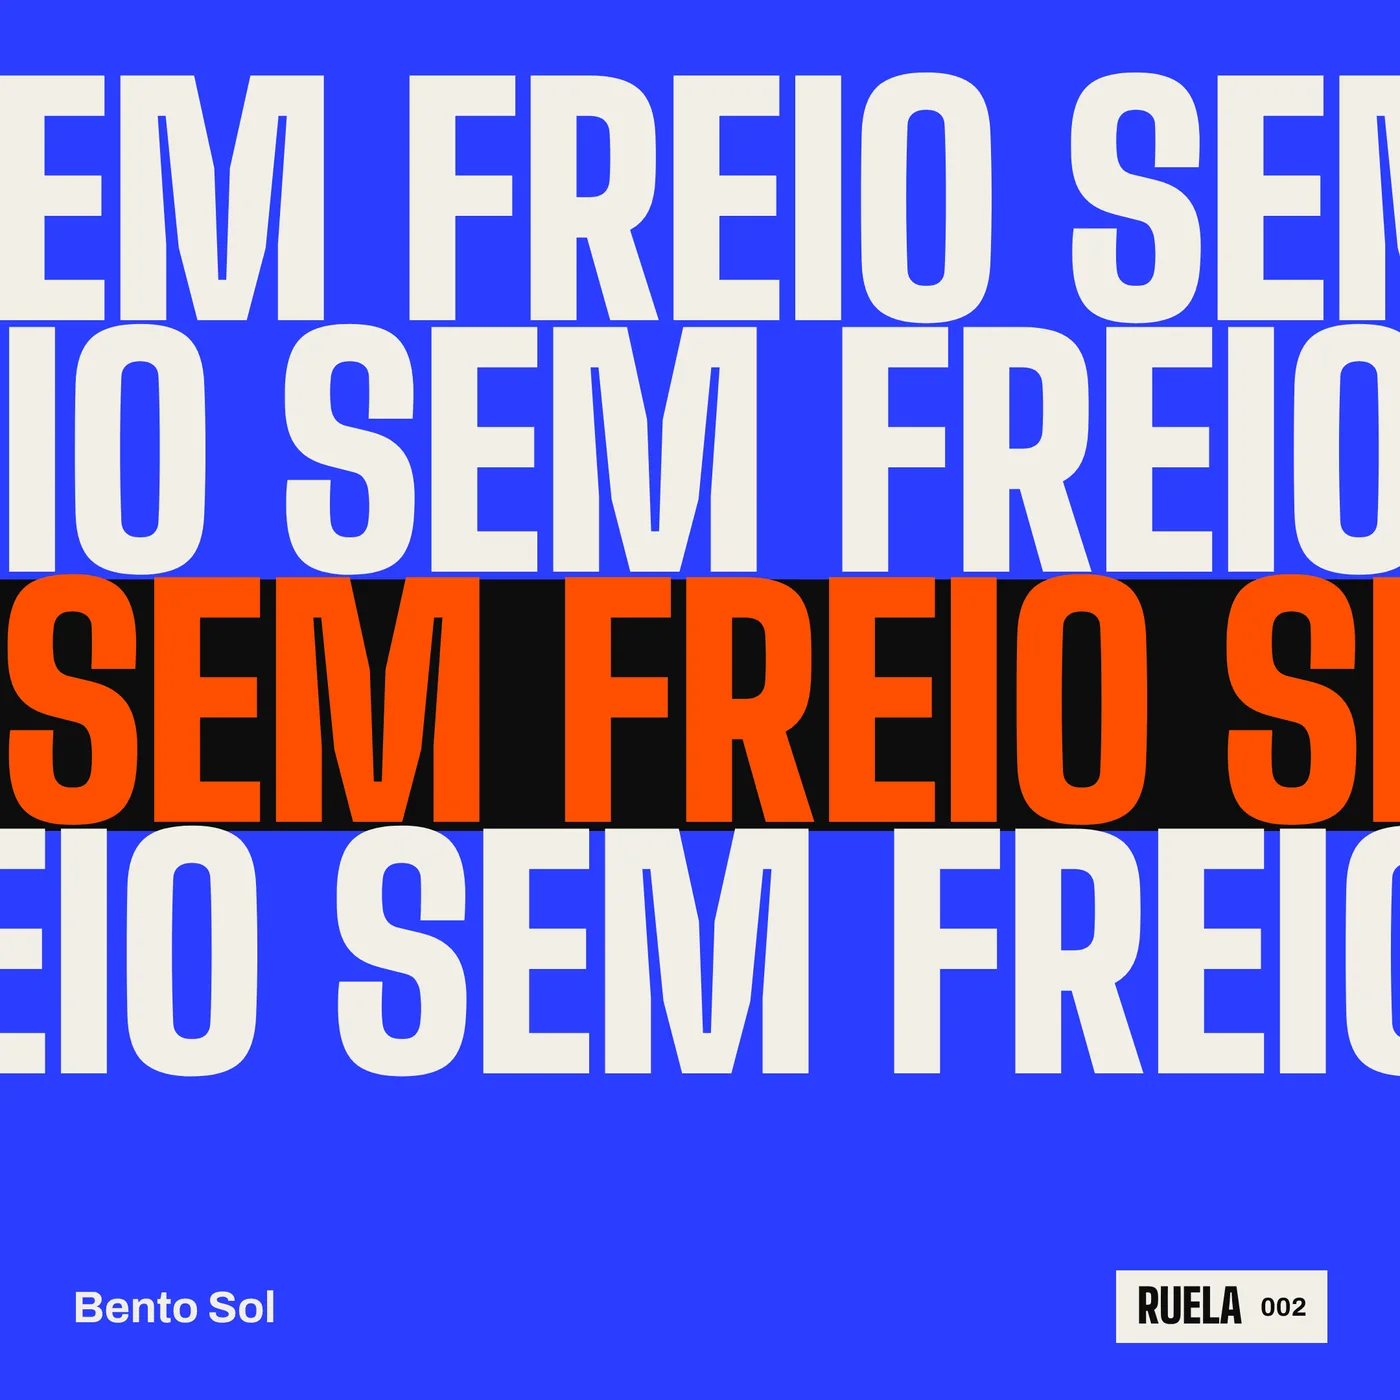 EM FREIO SEM
IO SEM FREIO
SEM FREIO SE
EIO SEM FREIO
Bento Sol
RUELA 002